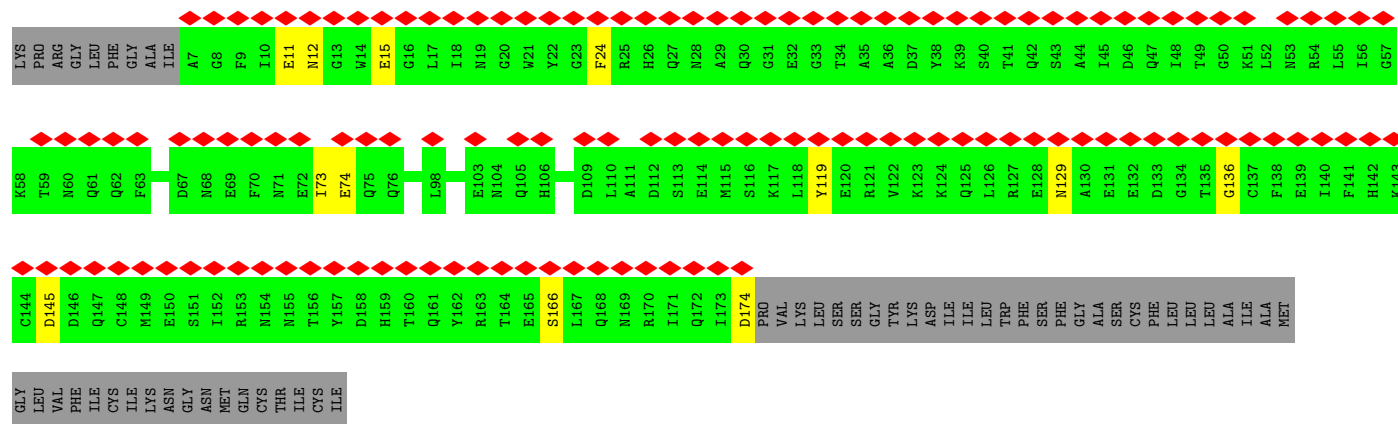 LYS PRO ARG GLY LEU PHE GLY ALA ILE A7 G8 F9 I10 E11 N12 G13 W14 E15 G16 L17 I18 N19 G20 W21 Y22 G23 F24 R25 H26 Q27 N28 A29 Q30 G31 E32 G33 T34 A35 A36 D37 Y38 K39 S40 T41 Q42 S43 A44 I45 D46 Q47 I48 T49 G50 K51 L52 N53 R54 L55 I56 G57
K58 T59 N60 Q61 Q62 F63 D67 N68 E69 F70 N71 E72 I73 E74 Q75 Q76 L98 E103 N104 Q105 H106 D109 L110 A111 D112 S113 E114 M115 S116 K117 L118 Y119 E120 R121 V122 K123 K124 Q125 L126 R127 E128 N129 A130 E131 E132 D133 G134 T135 G136 C137 F138 E139 I140 F141 H142 K143
C144 D145 D146 Q147 C148 M149 E150 S151 I152 R153 N154 N155 T156 Y157 D158 H159 T160 Q161 Y162 R163 T164 E165 S166 L167 Q168 N169 R170 I171 Q172 I173 D174 PRO VAL LYS LEU SER SER GLY TYR LYS ASP ILE ILE LEU TRP PHE SER PHE GLY ALA SER CYS PHE LEU LEU LEU ALA ILE ALA MET
GLY LEU VAL PHE ILE CYS ILE LYS ASN GLY ASN MET GLN CYS THR ILE CYS ILE